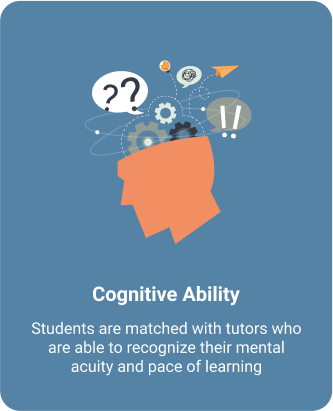 ??
!!
Cognitive Ability
Students are matched with tutors who
are able to recognize their mental
acuity and pace of learning